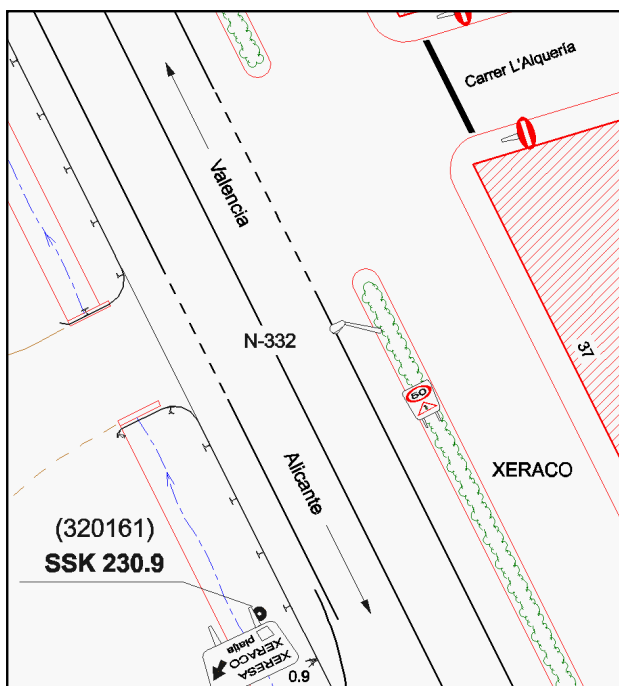 Carrer L'Alquería
Valencia
N-332
37
60
XERACO
Alicante
(320161)
SSK 230.9
XERESA
XERACO
platja
0.9